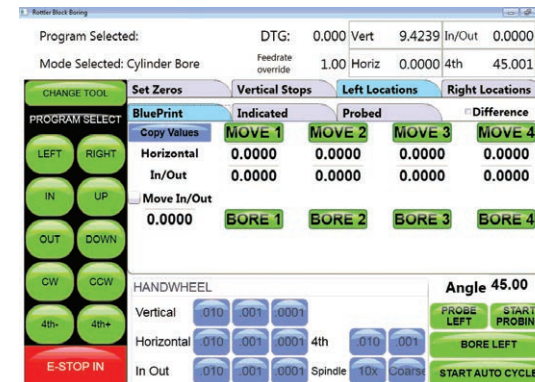 Rottler Block Boring
Program Selected: DTG: 0.000 Vert 9.4239 In/Out 0.0000
Mode Selected: Cylinder Bore Feedrate override 1.00 Horiz 0.0000 4th 45.001
CHANGE TOOL Set Zeros Vertical Stops Left Locations Right Locations
PROGRAM SELECT BluePrint Indicated Probed Difference
Copy Values MOVE 1 MOVE 2 MOVE 3 MOVE 4
LEFT RIGHT Horizontal 0.0000 0.0000 0.0000 0.0000
In/Out 0.0000 0.0000 0.0000 0.0000
IN UP Move In/Out
0.0000 BORE 1 BORE 2 BORE 3 BORE 4
OUT DOWN
CW CCW HANDWHEEL Angle 45.00
Vertical .010 .001 .0001 PROBE LEFT START PROBIN
4th- 4th+ Horizontal .010 .001 .0001 4th .010 .001 BORE LEFT
E-STOP IN In Out .010 .001 .0001 Spindle 10x Coarse START AUTO CYCLE